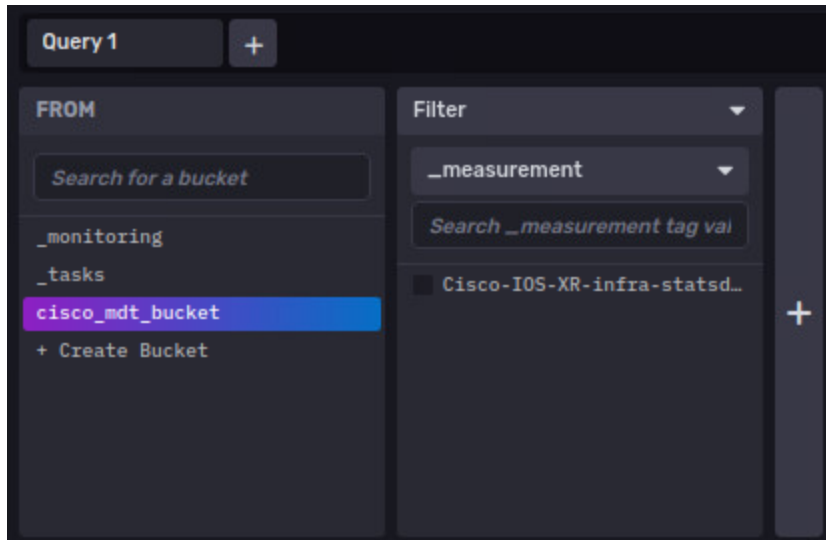 Query 1
+
FROM
Search for a bucket
_monitoring
_tasks
cisco_mdt_bucket
+ Create Bucket
Filter
_measurement
Search _measurement tag val
Cisco-IOS-XR-infra-statsd…
+